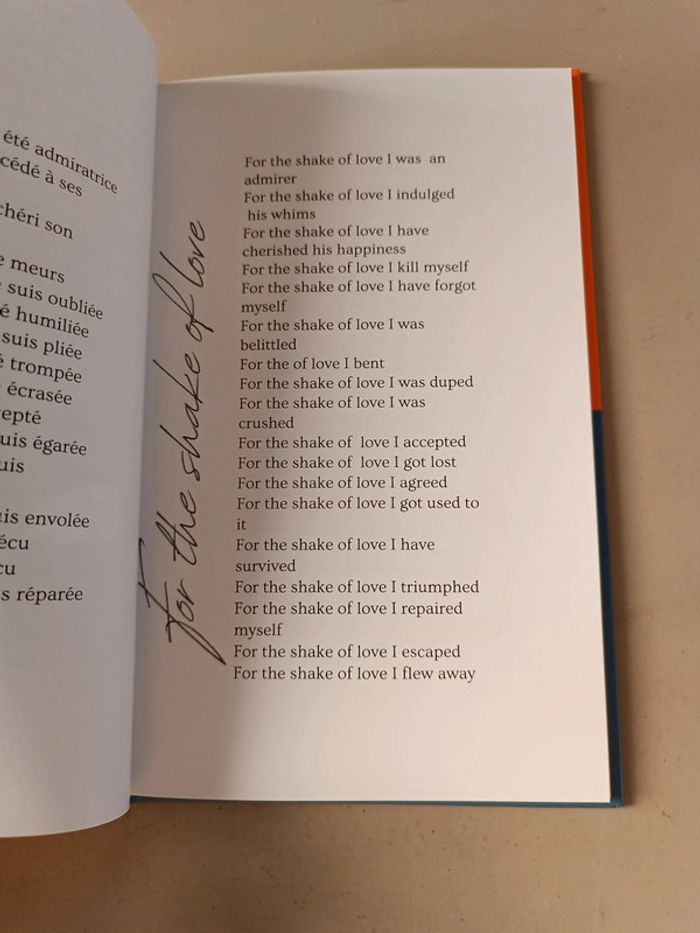 été admiratrice
cédé à ses
chéri son
meurs
suis oubliée
humiliée
suis pliée
trompée
écrasée
uis égarée
uis
is envolée
s réparée
For the shake of love
For the shake of love I was an
admirer
For the shake of love I indulged
his whims
For the shake of love I have
cherished his happiness
For the shake of love I kill myself
For the shake of love I have forgot
myself
For the shake of love I was
belittled
For the of love I bent
For the shake of love I was duped
For the shake of love I was
crushed
For the shake of love I accepted
For the shake of love I got lost
For the shake of love I agreed
For the shake of love I got used to
it
For the shake of love I have
survived
For the shake of love I triumphed
For the shake of love I repaired
myself
For the shake of love I escaped
For the shake of love I flew away